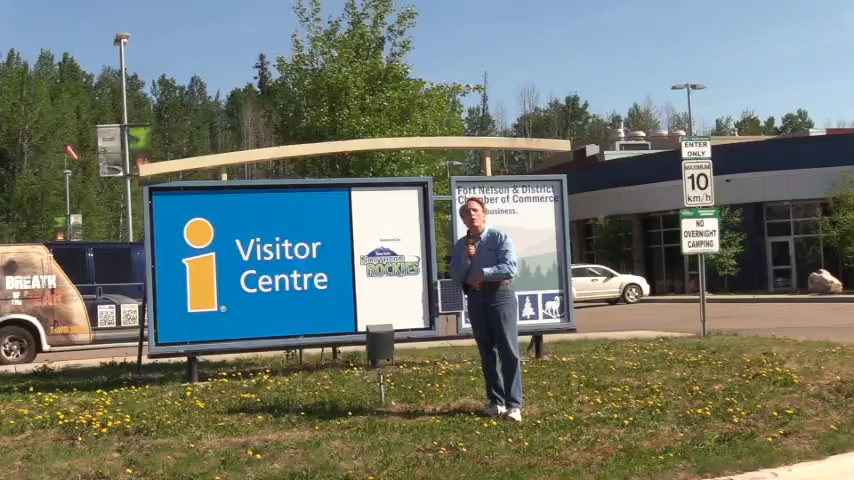 i Visitor
Centre
NORTHERN
ROCKIES
Fort Nelson & District
Chamber of Commerce
business.
ENTER
ONLY
MAXIMUM
10
km/h
NO
OVERNIGHT
CAMPING
BREATH